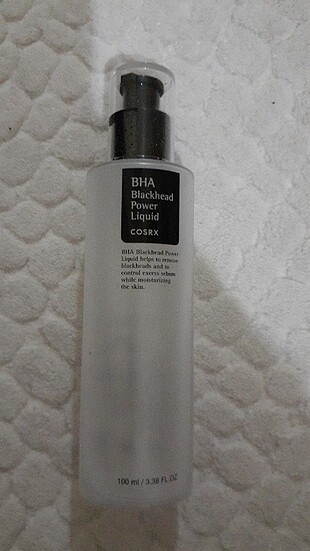 BHA
Blackhead
Power
Liquid
COSRX
BHA Blackhead Power
Liquid helps to remove
blackheads and to
control excess sebum
while moisturizing
the skin.
100 ml / 3.38 FL.OZ